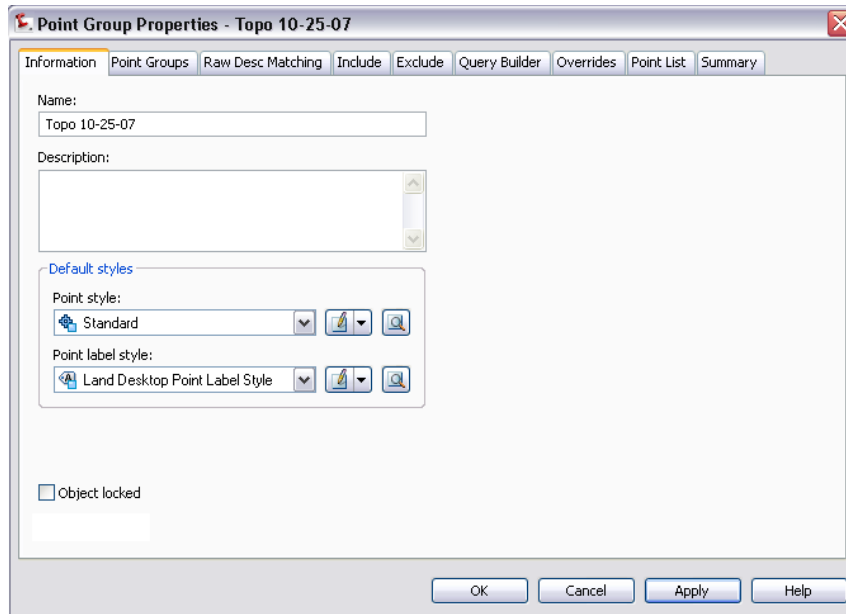 Point Group Properties - Topo 10-25-07
Information Point Groups Raw Desc Matching Include Exclude Query Builder Overrides Point List Summary
Name:
Topo 10-25-07
Description:
Default styles
Point style:
Standard
Point label style:
Land Desktop Point Label Style
Object locked
OK Cancel Apply Help